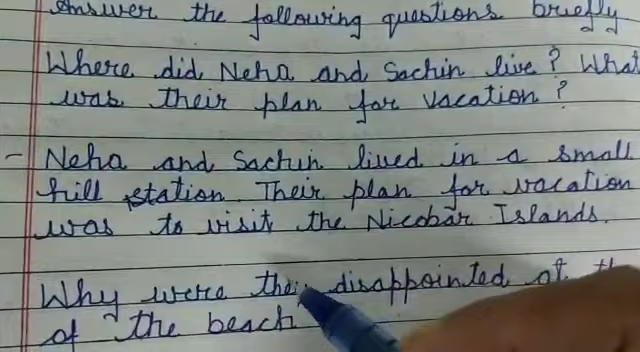 Answer the following questions briefly
Where did Neha and Sachin live? What
was their plan for vacation?
- Neha and Sachin lived in a small
hill station. Their plan for vacation
was to visit the Nicobar Islands.
Why were they disappointed at
of the beach